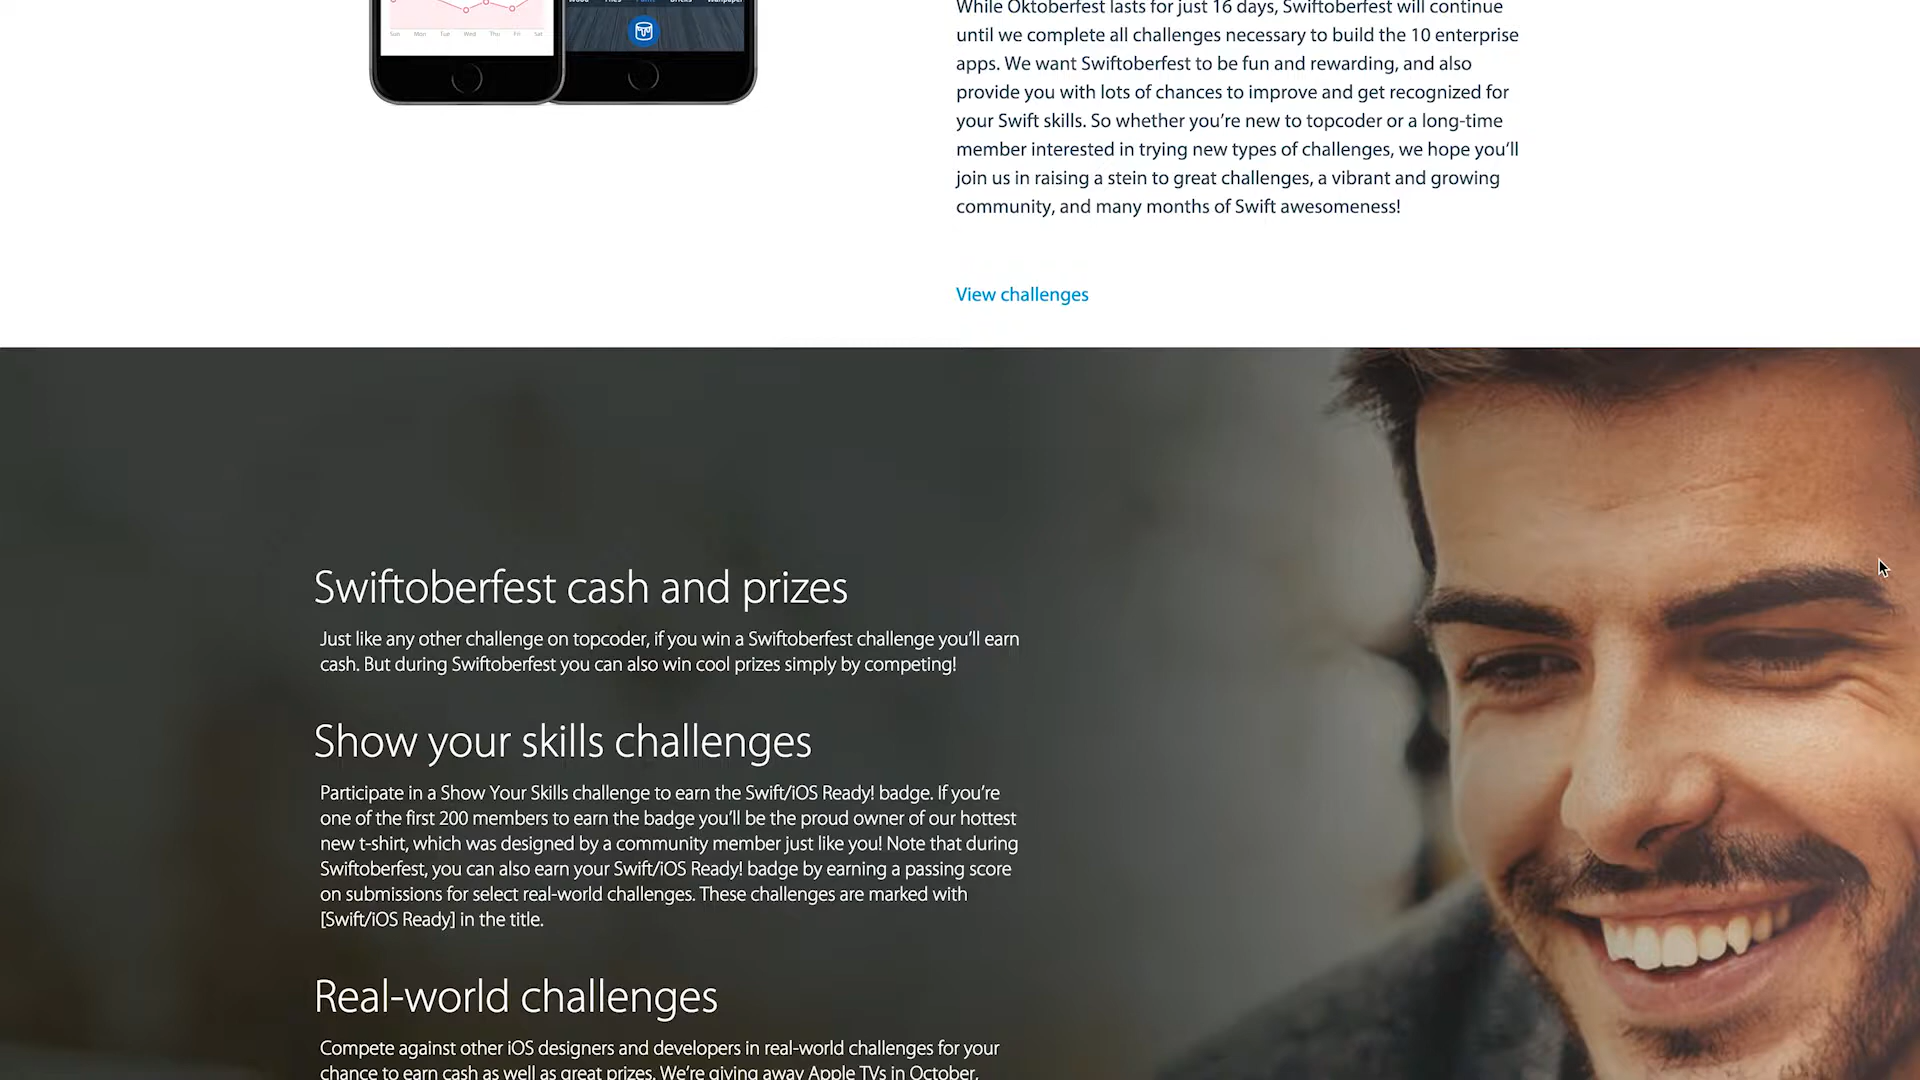 Sun Mon Tue Wed Thu Fri Sat
While Oktoberfest lasts for just 16 days, Swiftoberfest will continue
until we complete all challenges necessary to build the 10 enterprise
apps. We want Swiftoberfest to be fun and rewarding, and also
provide you with lots of chances to improve and get recognized for
your Swift skills. So whether you’re new to topcoder or a long-time
member interested in trying new types of challenges, we hope you’ll
join us in raising a stein to great challenges, a vibrant and growing
community, and many months of Swift awesomeness!
View challenges
Swiftoberfest cash and prizes
Just like any other challenge on topcoder, if you win a Swiftoberfest challenge you’ll earn
cash. But during Swiftoberfest you can also win cool prizes simply by competing!
Show your skills challenges
Participate in a Show Your Skills challenge to earn the Swift/iOS Ready! badge. If you’re
one of the first 200 members to earn the badge you’ll be the proud owner of our hottest
new t-shirt, which was designed by a community member just like you! Note that during
Swiftoberfest, you can also earn your Swift/iOS Ready! badge by earning a passing score
on submissions for select real-world challenges. These challenges are marked with
[Swift/iOS Ready] in the title.
Real-world challenges
Compete against other iOS designers and developers in real-world challenges for your
chance to earn cash as well as great prizes. We’re giving away Apple TVs in October,